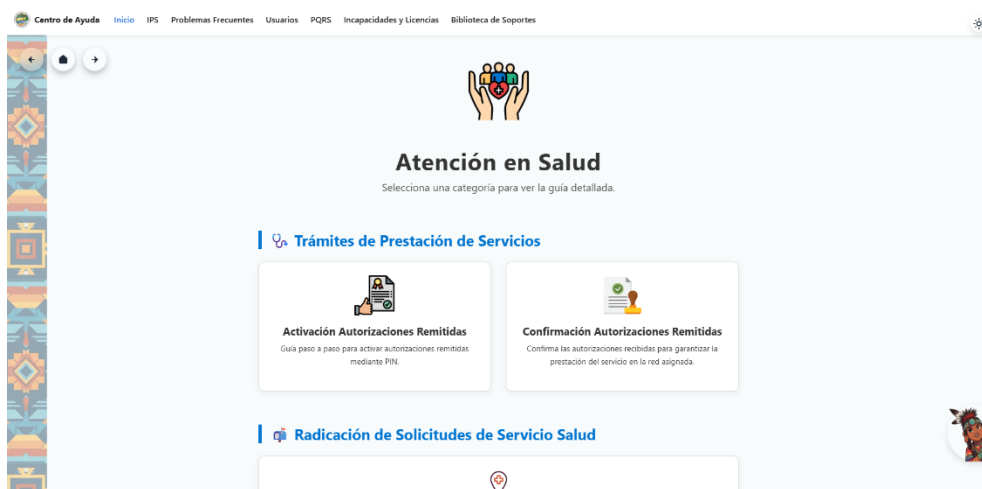 Centro de Ayuda Inicio IPS Problemas Frecuentes Usuarios PQRS Incapacidades y Licencias Biblioteca de Soportes
Atención en Salud
Selecciona una categoría para ver la guía detallada.
Trámites de Prestación de Servicios
Activación Autorizaciones Remitidas
Guía paso a paso para activar autorizaciones remitidas
mediante PIN.
Confirmación Autorizaciones Remitidas
Confirma las autorizaciones recibidas para garantizar la
prestación del servicio en la red asignada.
Radicación de Solicitudes de Servicio Salud